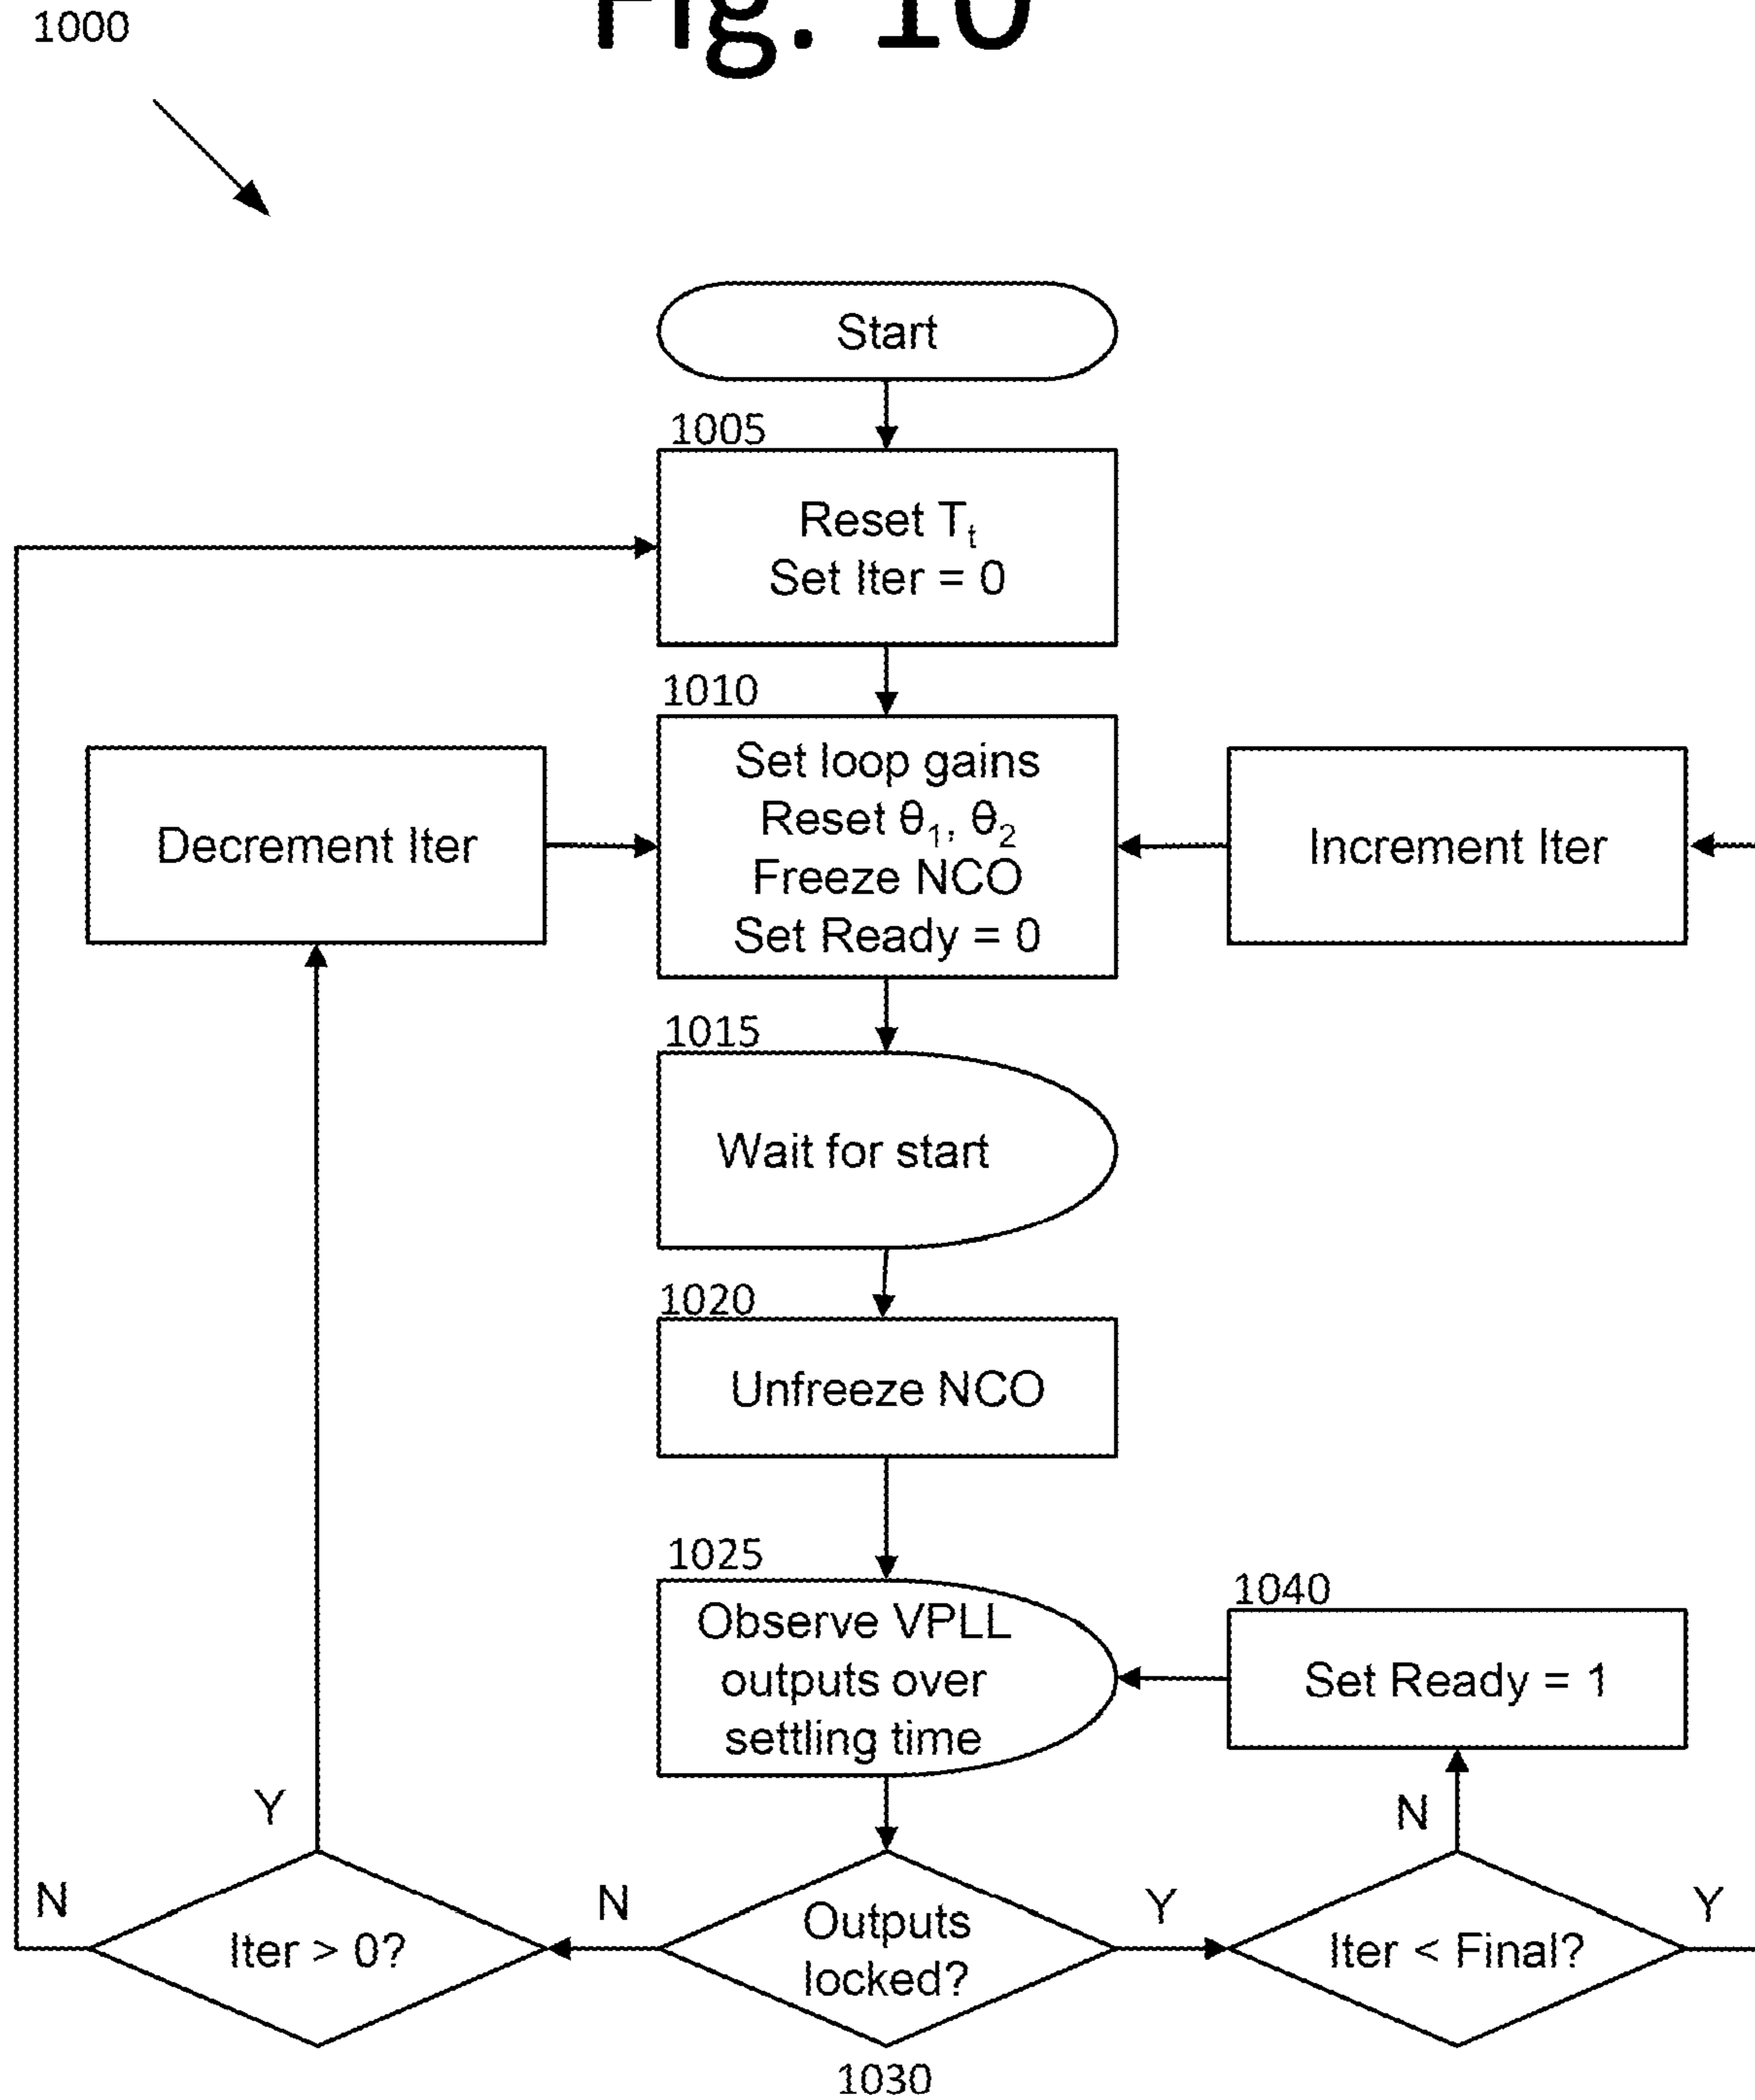 1000
Fig. 10
Start
1005
Reset Tt
Set Iter = 0
1010
Decrement Iter
Set loop gains
Reset θ1, θ2
Freeze NCO
Set Ready = 0
Increment Iter
1015
Wait for start
1020
Unfreeze NCO
1025
Observe VPLL
outputs over
settling time
1040
Set Ready = 1
Y
N
N
Iter > 0?
N
Outputs
locked?
Y
Iter < Final?
Y
1030